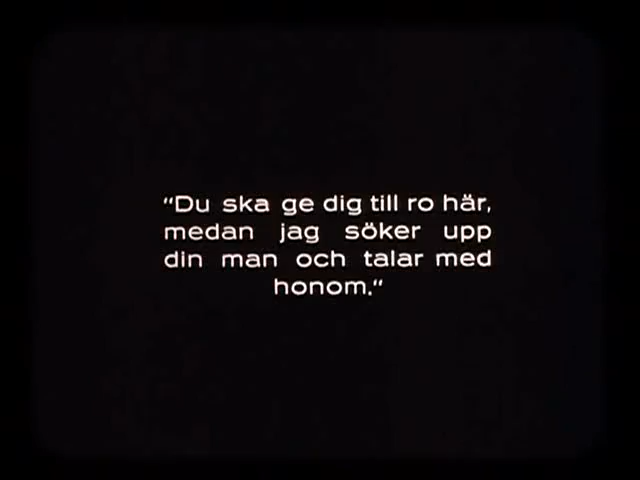 "Du ska ge dig till ro här,
medan jag söker upp
din man och talar med
honom."